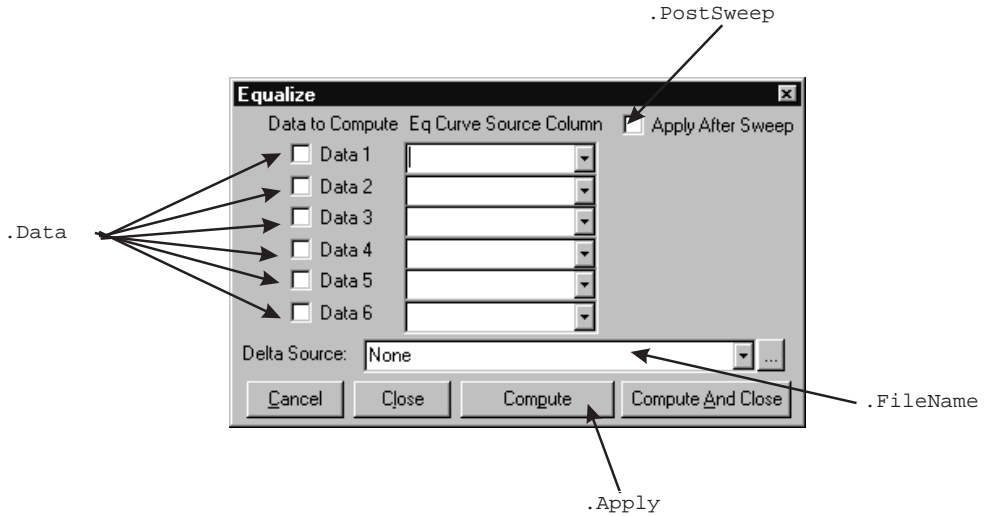 .PostSweep
Equalize
Data to Compute Eq Curve Source Column Apply After Sweep
Data 1
Data 2
Data 3
.Data
Data 4
Data 5
Data 6
Delta Source: None ...
Cancel Close Compute Compute And Close
.FileName
.Apply